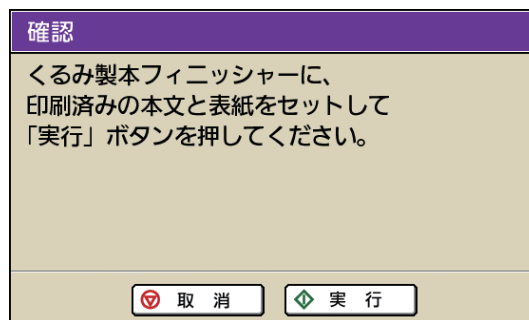 確認
くるみ製本フィニッシャーに、
印刷済みの本文と表紙をセットして
「実行」ボタンを押してください。
取 消
実 行